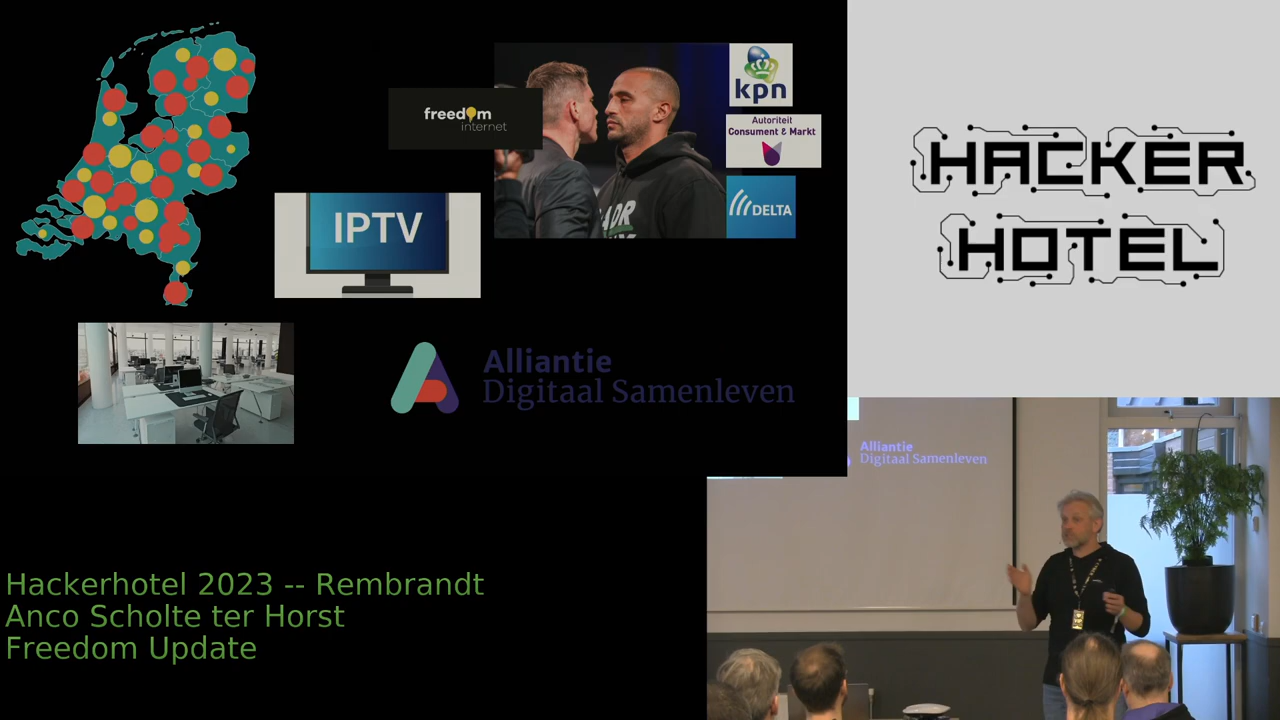 freedom
internet
IPTV
kpn
Autoriteit
Consument & Markt
DELTA
Alliantie
Digitaal Samenleven
HACKER
HOTEL
Alliantie
Digitaal Samenleven
Hackerhotel 2023 -- Rembrandt
Anco Scholte ter Horst
Freedom Update